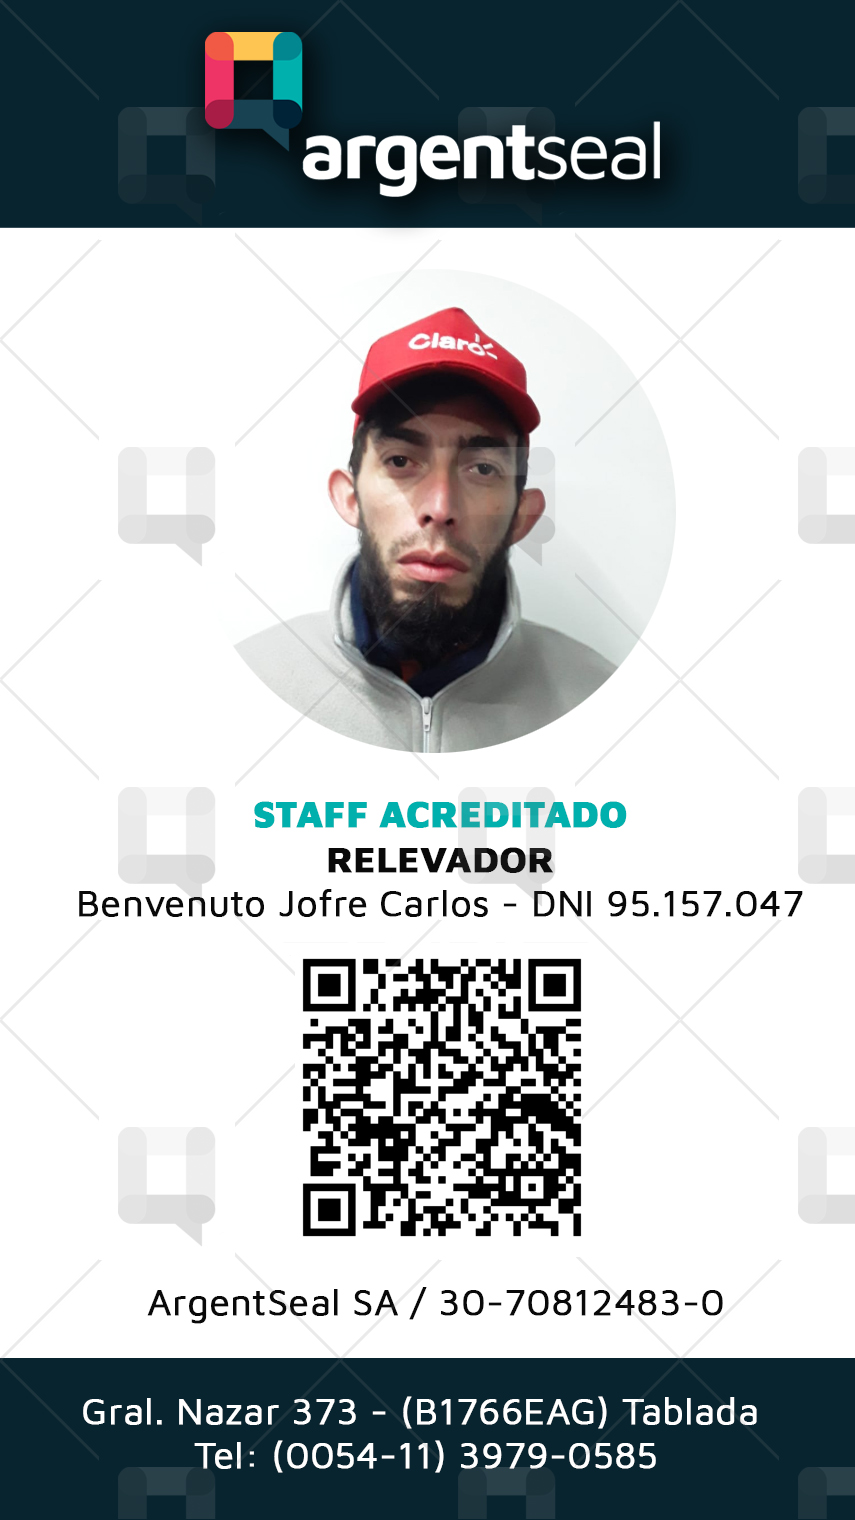 argentseal
Claro
STAFF ACREDITADO
RELEVADOR
Benvenuto Jofre Carlos - DNI 95.157.047
ArgentSeal SA / 30-70812483-0
Gral. Nazar 373 - (B1766EAG) Tablada
Tel: (0054-11) 3979-0585